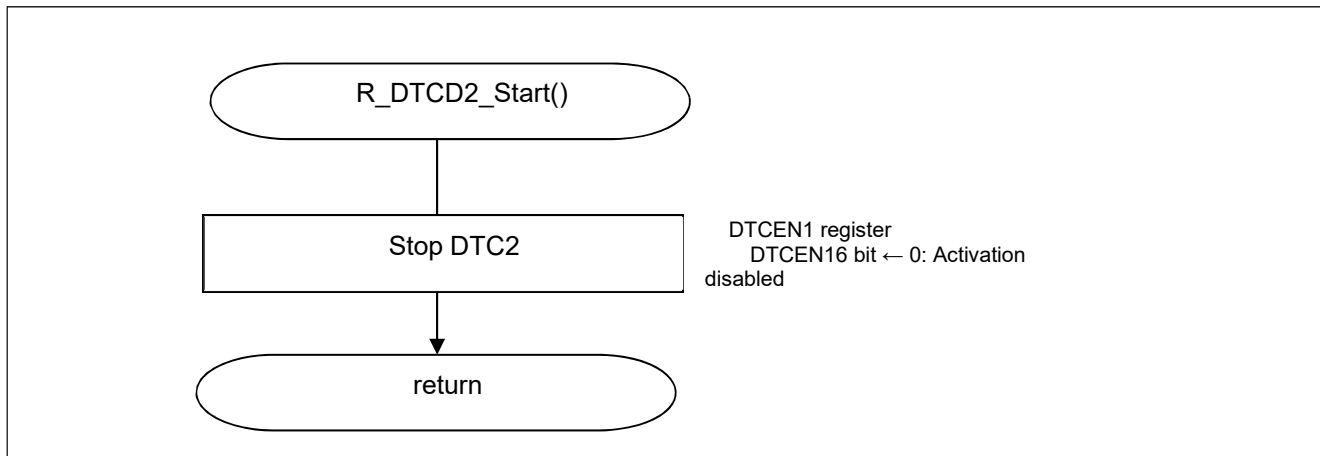 R_DTCD2_Start()
Stop DTC2
DTCEN1 register
DTCEN16 bit ← 0: Activation
disabled
return